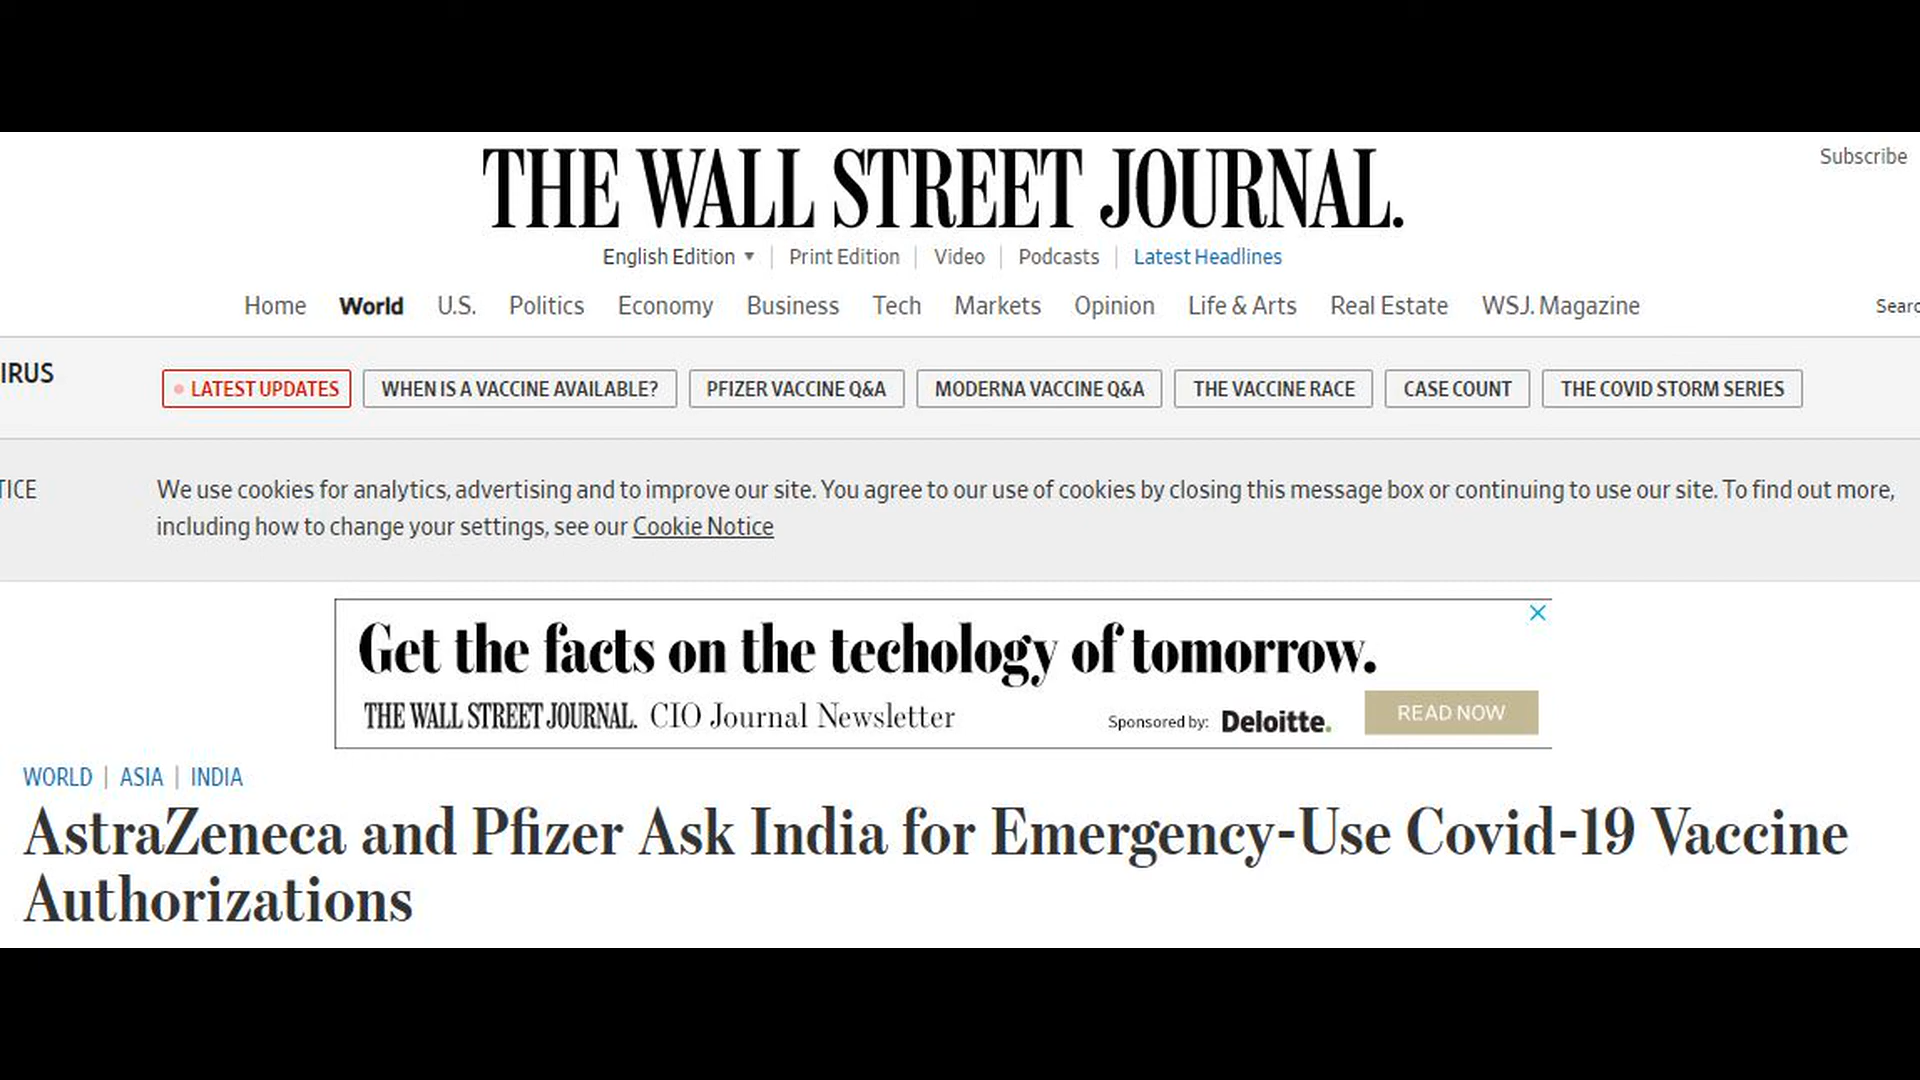 THE WALL STREET JOURNAL.
Subscribe
English Edition ▼ | Print Edition | Video | Podcasts | Latest Headlines
Home World U.S. Politics Economy Business Tech Markets Opinion Life & Arts Real Estate WSJ. Magazine Searc
IRUS
LATEST UPDATES WHEN IS A VACCINE AVAILABLE? PFIZER VACCINE Q&A MODERNA VACCINE Q&A THE VACCINE RACE CASE COUNT THE COVID STORM SERIES
TICE
We use cookies for analytics, advertising and to improve our site. You agree to our use of cookies by closing this message box or continuing to use our site. To find out more,
including how to change your settings, see our Cookie Notice
Get the facts on the techology of tomorrow.
THE WALL STREET JOURNAL. CIO Journal Newsletter Sponsored by: Deloitte. READ NOW
WORLD | ASIA | INDIA
AstraZeneca and Pfizer Ask India for Emergency-Use Covid-19 Vaccine
Authorizations